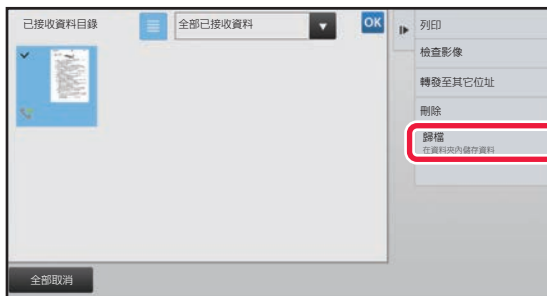 已接收資料目錄
全部已接收資料
OK
列印
檢查影像
轉發至其它位址
刪除
歸檔
在資料夾內儲存資料
全部取消